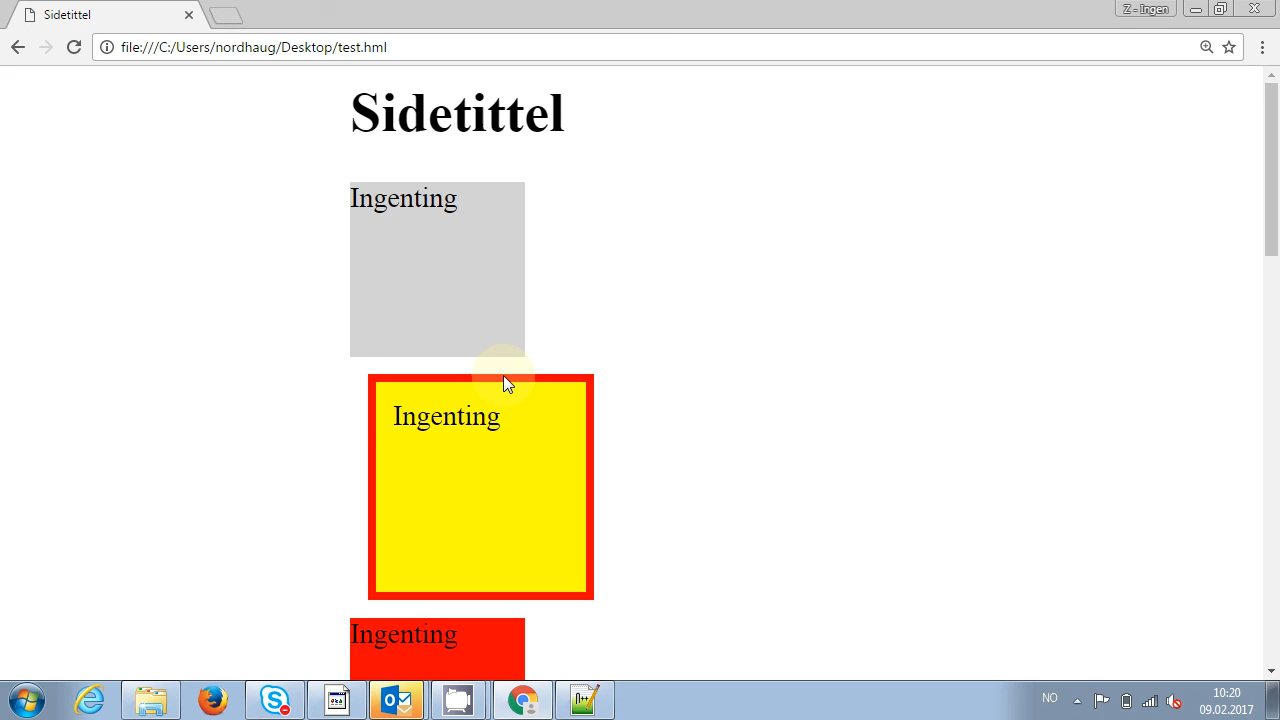 Sidetittel
Z - Ingen
file:///C:/Users/nordhaug/Desktop/test.hml
Sidetittel
Ingenting
Ingenting
Ingenting
NO
10:20
09.02.2017